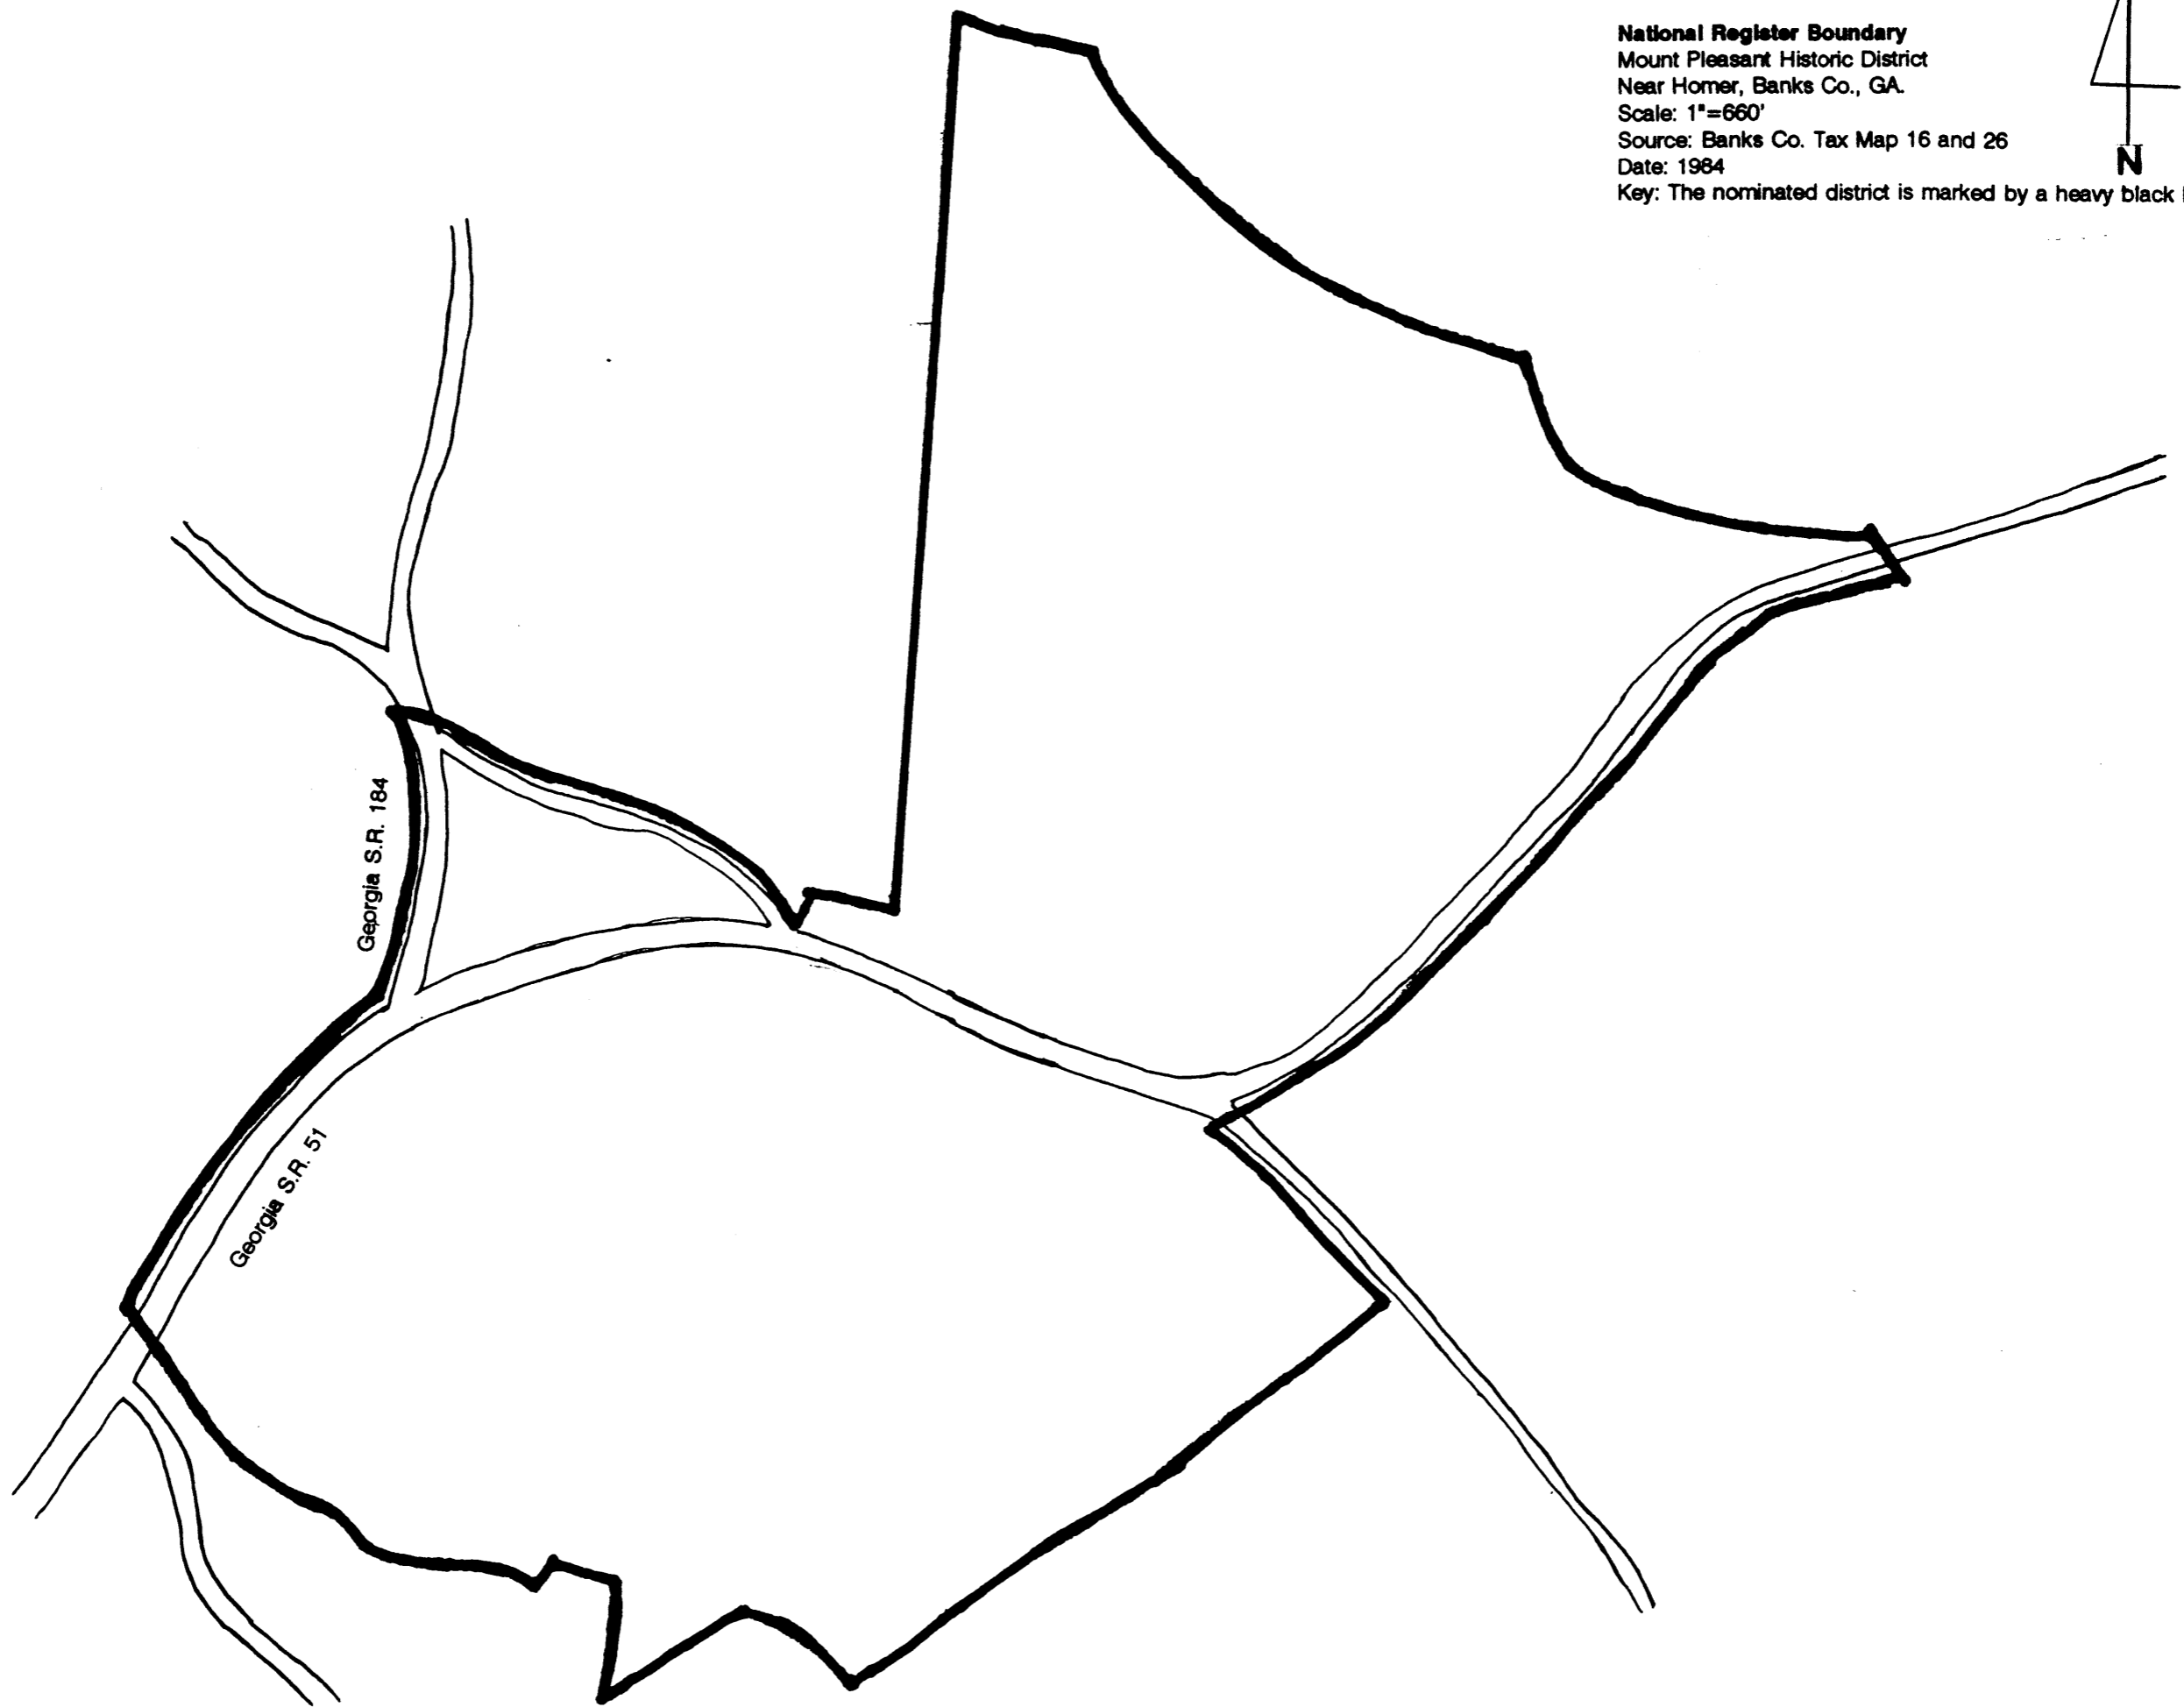 National Register Boundary
Mount Pleasant Historic District
Near Homer, Banks Co., GA.
Scale: 1"=660'
Source: Banks Co. Tax Map 16 and 26
Date: 1984
Key: The nominated district is marked by a heavy black
N
Georgia S.R. 184
Georgia S.R. 51